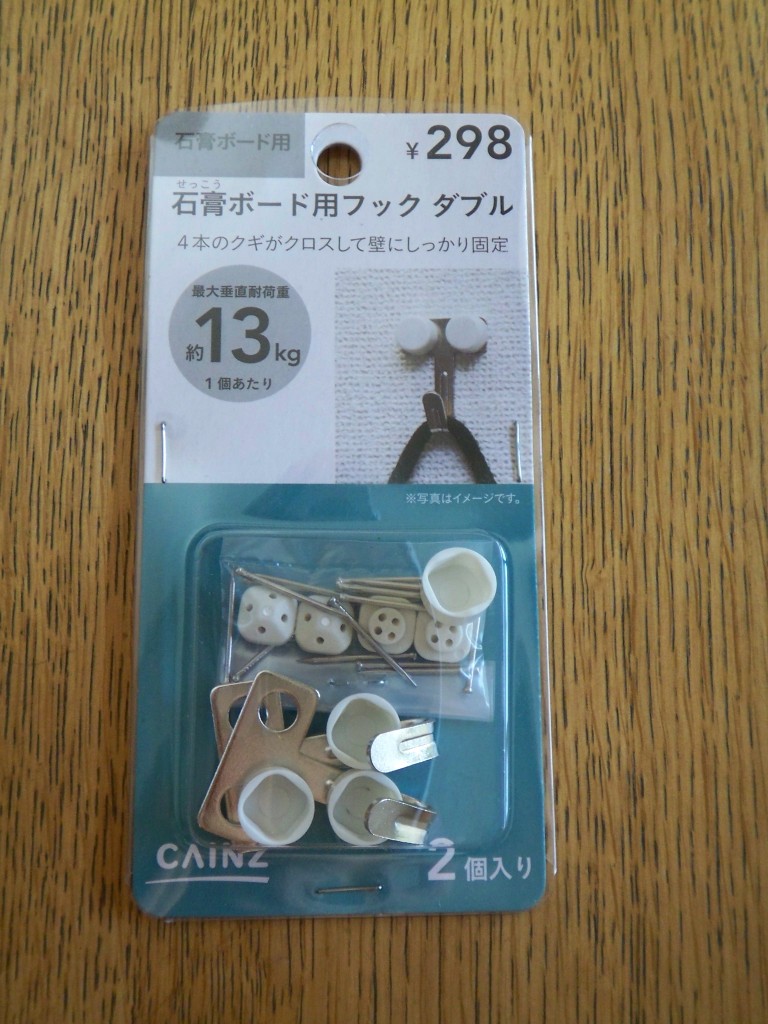 石膏ボード用
¥298
せっこう
石膏ボード用フック ダブル
4本のクギがクロスして壁にしっかり固定
最大垂直耐荷重
約13kg
1個あたり
※写真はイメージです。
CAiNZ
2個入り